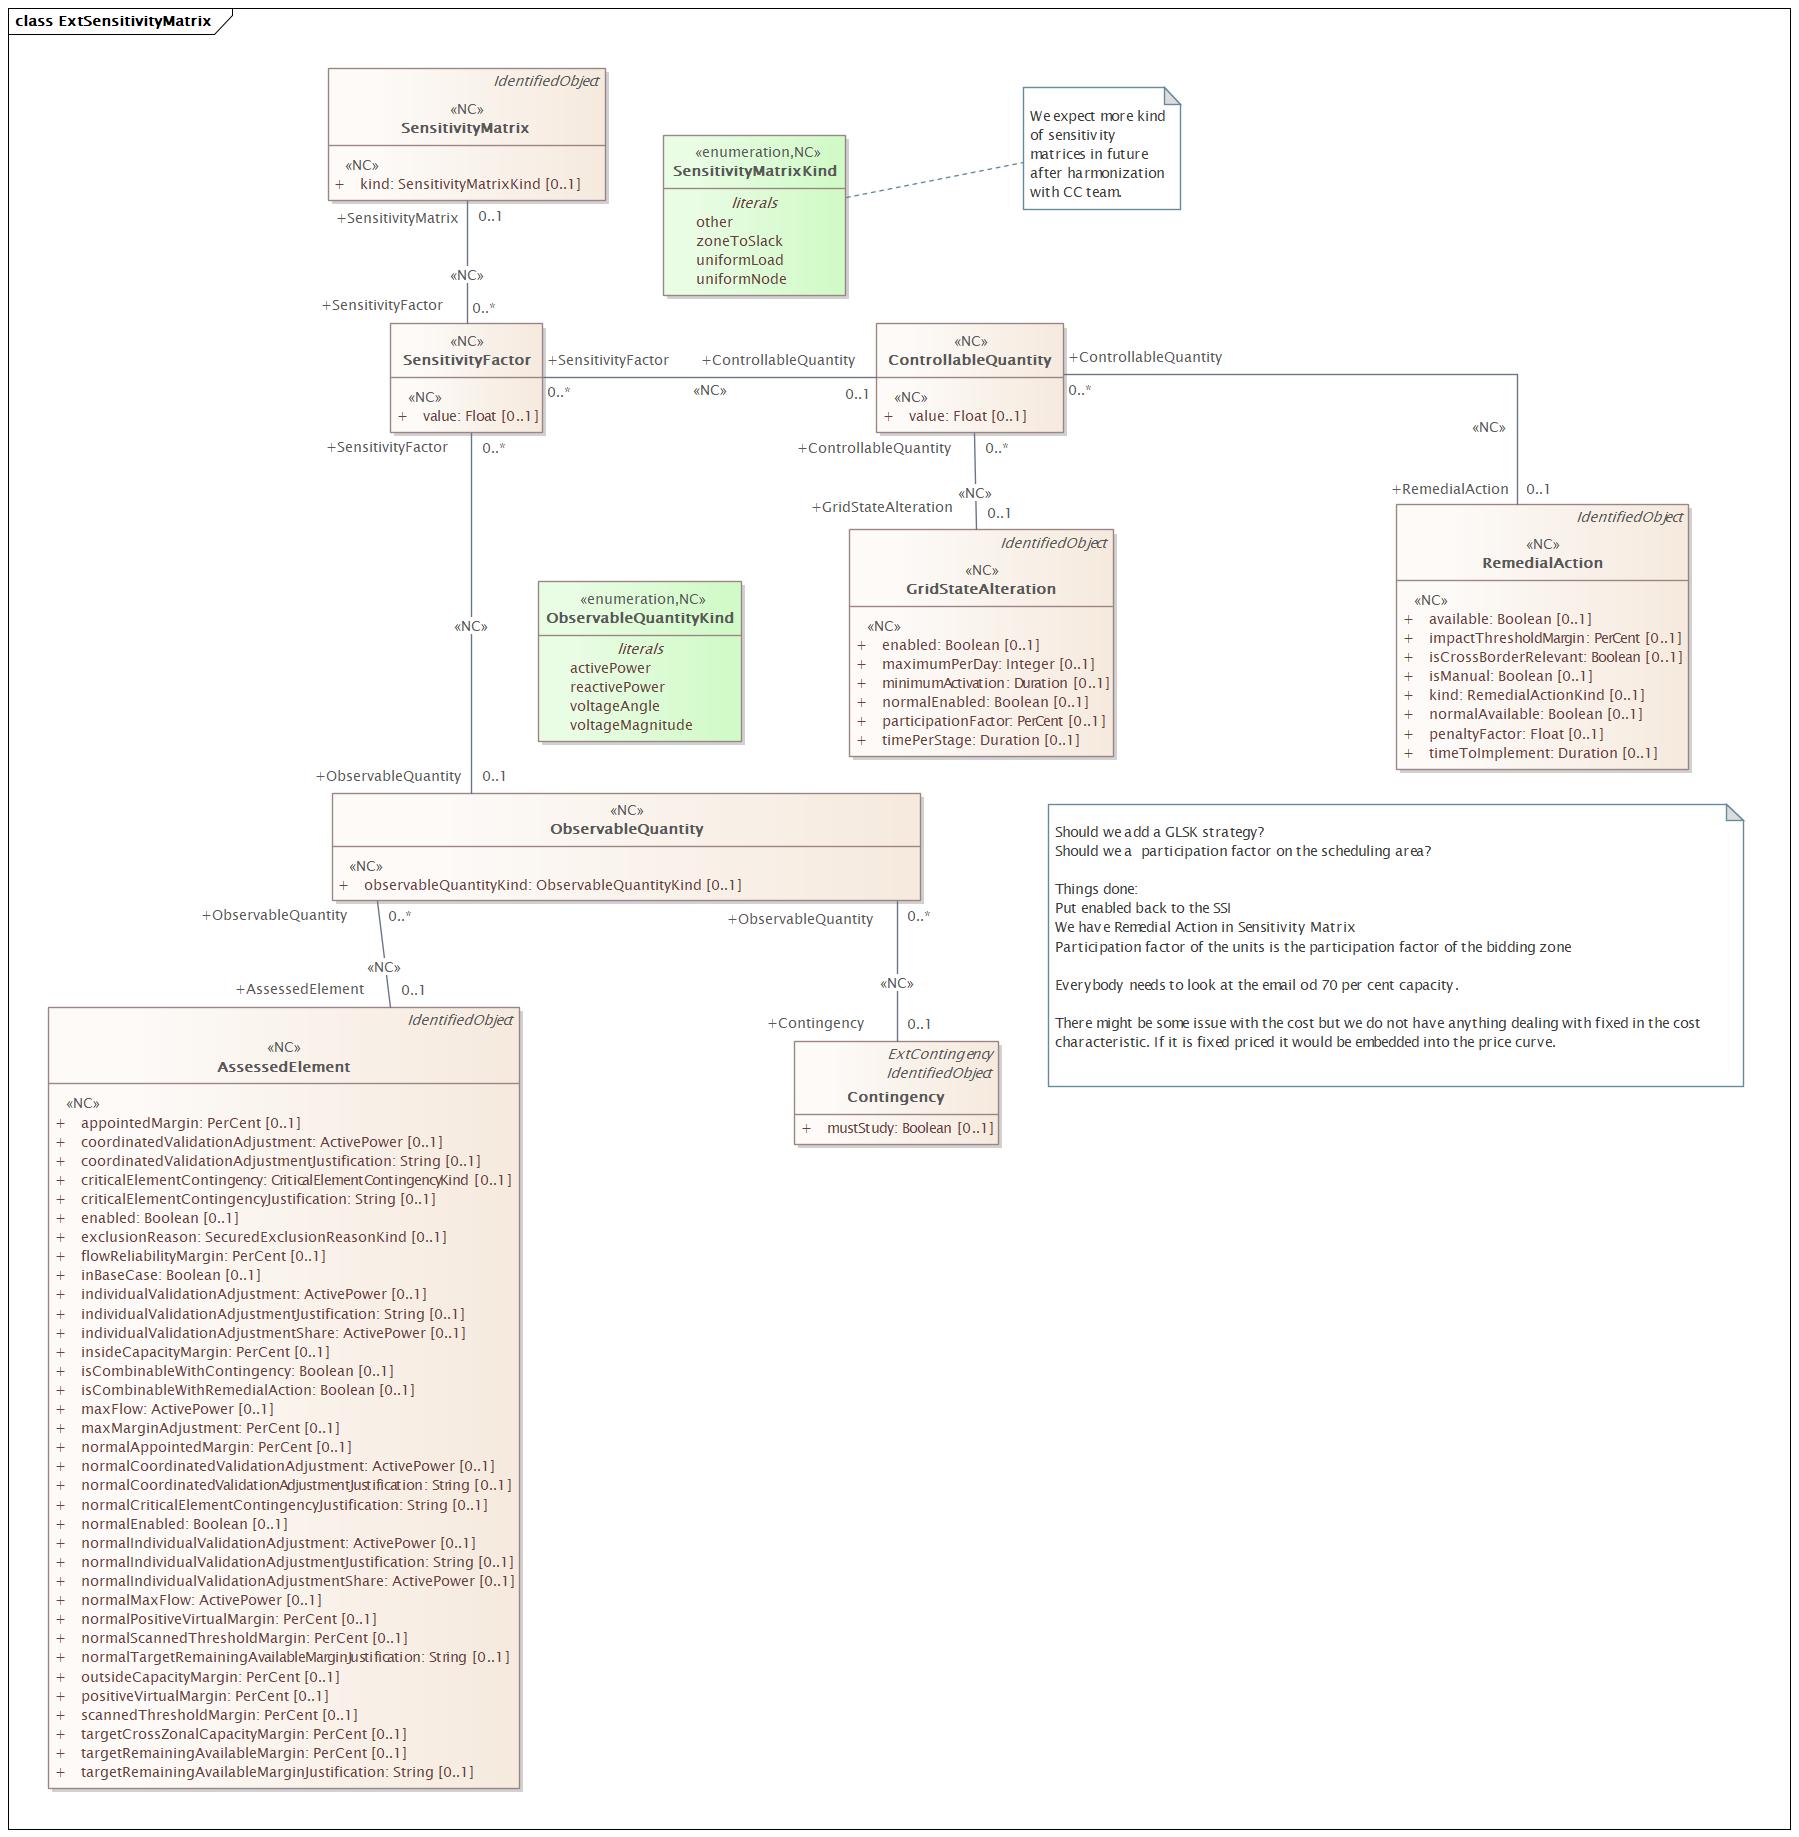 class ExtSensitivityMatrix
IdentifiedObject
«NC»
SensitivityMatrix
«NC»
+ kind: SensitivityMatrixKind [0..1]
+SensitivityMatrix 0..1
«NC»
+SensitivityFactor 0..*
«enumeration,NC»
SensitivityMatrixKind
literals
other
zoneToSlack
uniformLoad
uniformNode
We expect more kind
of sensitivity
matrices in future
after harmonization
with CC team.
«NC»
SensitivityFactor
«NC»
+ value: Float [0..1]
+SensitivityFactor +ControllableQuantity
0..* «NC» 0..1
«NC»
ControllableQuantity
«NC»
+ value: Float [0..1]
+ControllableQuantity
0..*
«NC»
+RemedialAction 0..1
+SensitivityFactor 0..*
+ControllableQuantity 0..*
«NC»
+GridStateAlteration 0..1
IdentifiedObject
«NC»
GridStateAlteration
«NC»
+ enabled: Boolean [0..1]
+ maximumPerDay: Integer [0..1]
+ minimumActivation: Duration [0..1]
+ normalEnabled: Boolean [0..1]
+ participationFactor: PerCent [0..1]
+ timePerStage: Duration [0..1]
IdentifiedObject
«NC»
RemedialAction
«NC»
+ available: Boolean [0..1]
+ impactThresholdMargin: PerCent [0..1]
+ isCrossBorderRelevant: Boolean [0..1]
+ isManual: Boolean [0..1]
+ kind: RemedialActionKind [0..1]
+ normalAvailable: Boolean [0..1]
+ penaltyFactor: Float [0..1]
+ timeToImplement: Duration [0..1]
«NC»
«enumeration,NC»
ObservableQuantityKind
literals
activePower
reactivePower
voltageAngle
voltageMagnitude
+ObservableQuantity 0..1
«NC»
ObservableQuantity
«NC»
+ observableQuantityKind: ObservableQuantityKind [0..1]
Should we add a GLSK strategy?
Should we a  participation factor on the scheduling area?
Things done:
Put enabled back to the SSI
We have Remedial Action in Sensitivity Matrix
Participation factor of the units is the participation factor of the bidding zone
Everybody needs to look at the email od 70 per cent capacity.
There might be some issue with the cost but we do not have anything dealing with fixed in the cost
characteristic. If it is fixed priced it would be embedded into the price curve.
+ObservableQuantity 0..*
«NC»
+AssessedElement 0..1
+ObservableQuantity 0..*
«NC»
+Contingency 0..1
ExtContingency
IdentifiedObject
Contingency
+ mustStudy: Boolean [0..1]
IdentifiedObject
«NC»
AssessedElement
«NC»
+ appointedMargin: PerCent [0..1]
+ coordinatedValidationAdjustment: ActivePower [0..1]
+ coordinatedValidationAdjustmentJustification: String [0..1]
+ criticalElementContingency: CriticalElementContingencyKind [0..1]
+ criticalElementContingencyJustification: String [0..1]
+ enabled: Boolean [0..1]
+ exclusionReason: SecuredExclusionReasonKind [0..1]
+ flowReliabilityMargin: PerCent [0..1]
+ inBaseCase: Boolean [0..1]
+ individualValidationAdjustment: ActivePower [0..1]
+ individualValidationAdjustmentJustification: String [0..1]
+ individualValidationAdjustmentShare: ActivePower [0..1]
+ insideCapacityMargin: PerCent [0..1]
+ isCombinableWithContingency: Boolean [0..1]
+ isCombinableWithRemedialAction: Boolean [0..1]
+ maxFlow: ActivePower [0..1]
+ maxMarginAdjustment: PerCent [0..1]
+ normalAppointedMargin: PerCent [0..1]
+ normalCoordinatedValidationAdjustment: ActivePower [0..1]
+ normalCoordinatedValidationAdjustmentJustification: String [0..1]
+ normalCriticalElementContingencyJustification: String [0..1]
+ normalEnabled: Boolean [0..1]
+ normalIndividualValidationAdjustment: ActivePower [0..1]
+ normalIndividualValidationAdjustmentJustification: String [0..1]
+ normalIndividualValidationAdjustmentShare: ActivePower [0..1]
+ normalMaxFlow: ActivePower [0..1]
+ normalPositiveVirtualMargin: PerCent [0..1]
+ normalScannedThresholdMargin: PerCent [0..1]
+ normalTargetRemainingAvailableMarginJustification: String [0..1]
+ outsideCapacityMargin: PerCent [0..1]
+ positiveVirtualMargin: PerCent [0..1]
+ scannedThresholdMargin: PerCent [0..1]
+ targetCrossZonalCapacityMargin: PerCent [0..1]
+ targetRemainingAvailableMargin: PerCent [0..1]
+ targetRemainingAvailableMarginJustification: String [0..1]